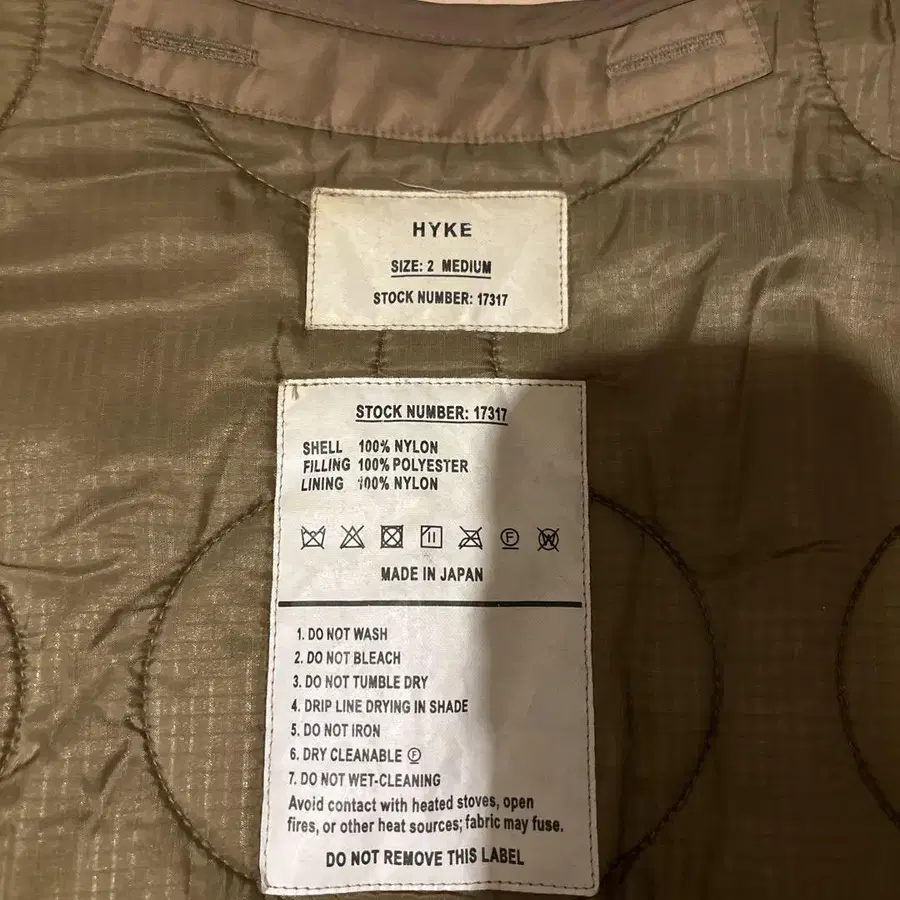 HYKE
SIZE: 2 MEDIUM
STOCK NUMBER: 17317
STOCK NUMBER: 17317
SHELL 100% NYLON
FILLING 100% POLYESTER
LINING 100% NYLON
F W
MADE IN JAPAN
1. DO NOT WASH
2. DO NOT BLEACH
3. DO NOT TUMBLE DRY
4. DRIP LINE DRYING IN SHADE
5. DO NOT IRON
6. DRY CLEANABLE Ⓕ
7. DO NOT WET-CLEANING
Avoid contact with heated stoves, open
fires, or other heat sources; fabric may fuse.
DO NOT REMOVE THIS LABEL